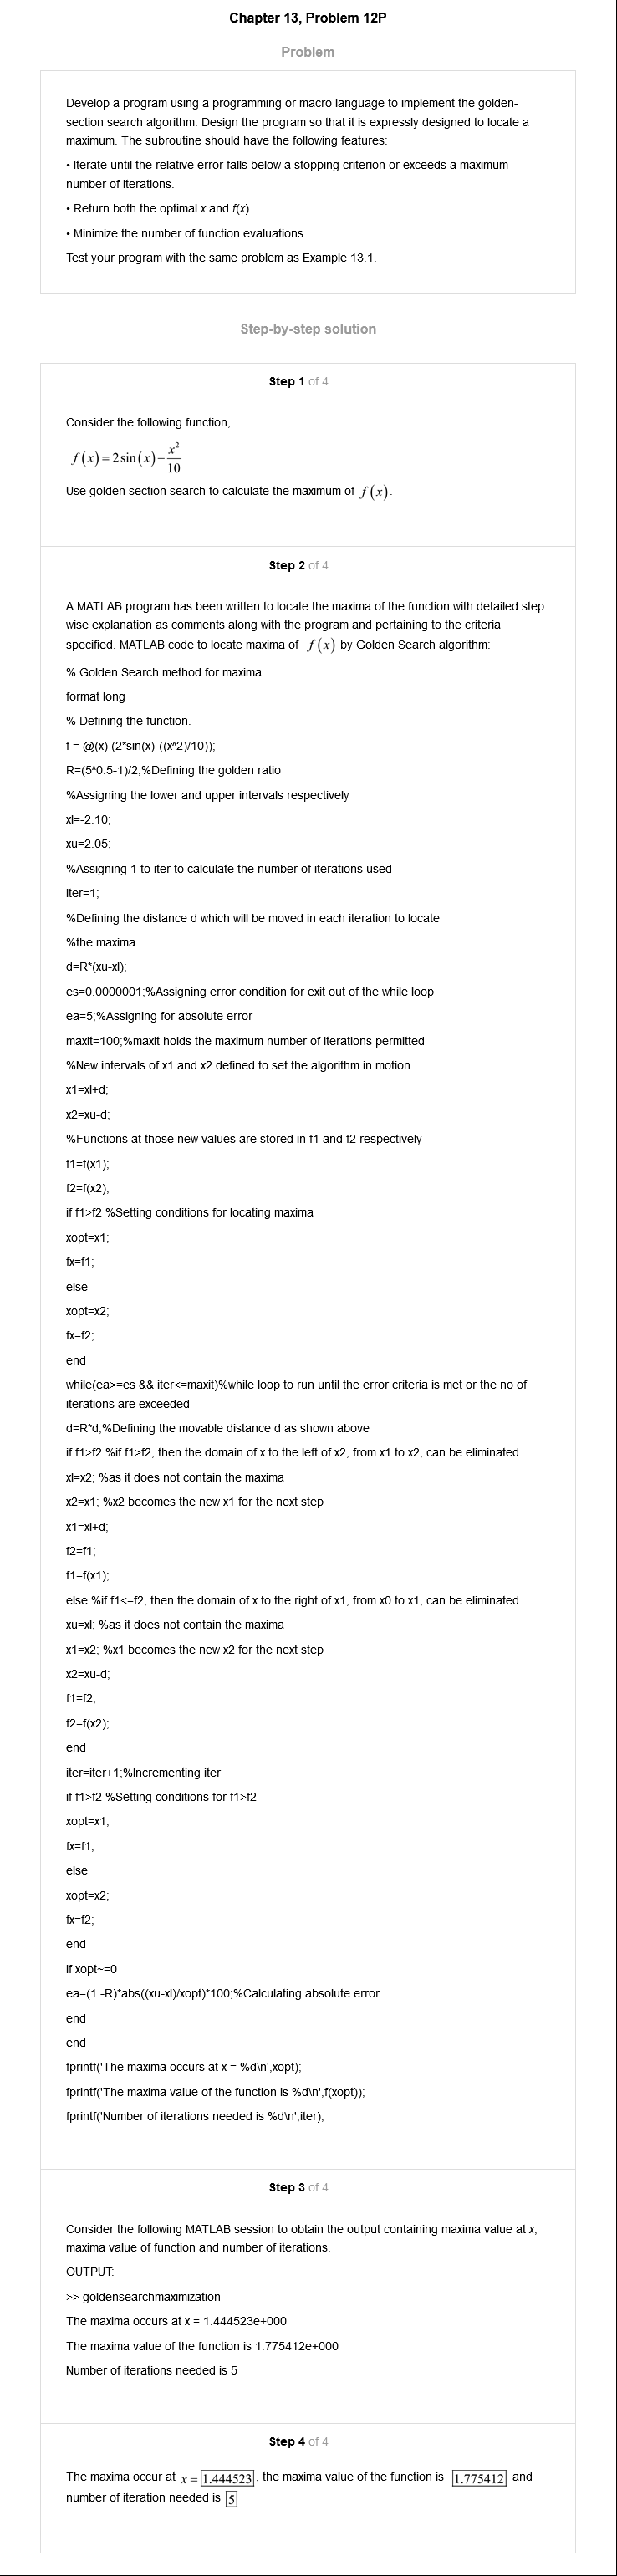 Chapter 13, Problem 12P
Problem
Develop a program using a programming or macro language to implement the golden-
section search algorithm. Design the program so that it is expressly designed to locate a
maximum. The subroutine should have the following features:
• Iterate until the relative error falls below a stopping criterion or exceeds a maximum
number of iterations.
• Return both the optimal x and f(x).
• Minimize the number of function evaluations.
Test your program with the same problem as Example 13.1.
Step-by-step solution
Step 1 of 4
Consider the following function,
f(x)=2sin(x)−x²/10
Use golden section search to calculate the maximum of f(x).
Step 2 of 4
A MATLAB program has been written to locate the maxima of the function with detailed step
wise explanation as comments along with the program and pertaining to the criteria
specified. MATLAB code to locate maxima of f(x) by Golden Search algorithm:
% Golden Search method for maxima
format long
% Defining the function.
f = @(x) (2*sin(x)-((x^2)/10));
R=(5^0.5-1)/2;%Defining the golden ratio
%Assigning the lower and upper intervals respectively
xl=-2.10;
xu=2.05;
%Assigning 1 to iter to calculate the number of iterations used
iter=1;
%Defining the distance d which will be moved in each iteration to locate
%the maxima
d=R*(xu-xl);
es=0.0000001;%Assigning error condition for exit out of the while loop
ea=5;%Assigning for absolute error
maxit=100;%maxit holds the maximum number of iterations permitted
%New intervals of x1 and x2 defined to set the algorithm in motion
x1=xl+d;
x2=xu-d;
%Functions at those new values are stored in f1 and f2 respectively
f1=f(x1);
f2=f(x2);
if f1>f2 %Setting conditions for locating maxima
xopt=x1;
fx=f1;
else
xopt=x2;
fx=f2;
end
while(ea>=es && iter<=maxit)%while loop to run until the error criteria is met or the no of
iterations are exceeded
d=R*d;%Defining the movable distance d as shown above
if f1>f2 %if f1>f2, then the domain of x to the left of x2, from x1 to x2, can be eliminated
xl=x2; %as it does not contain the maxima
x2=x1; %x2 becomes the new x1 for the next step
x1=xl+d;
f2=f1;
f1=f(x1);
else %if f1<=f2, then the domain of x to the right of x1, from x0 to x1, can be eliminated
xu=xl; %as it does not contain the maxima
x1=x2; %x1 becomes the new x2 for the next step
x2=xu-d;
f1=f2;
f2=f(x2);
end
iter=iter+1;%Incrementing iter
if f1>f2 %Setting conditions for f1>f2
xopt=x1;
fx=f1;
else
xopt=x2;
fx=f2;
end
if xopt~=0
ea=(1.-R)*abs((xu-xl)/xopt)*100;%Calculating absolute error
end
end
fprintf('The maxima occurs at x = %d\n',xopt);
fprintf('The maxima value of the function is %d\n',f(xopt));
fprintf('Number of iterations needed is %d\n',iter);
Step 3 of 4
Consider the following MATLAB session to obtain the output containing maxima value at x,
maxima value of function and number of iterations.
OUTPUT:
>> goldensearchmaximization
The maxima occurs at x = 1.444523e+000
The maxima value of the function is 1.775412e+000
Number of iterations needed is 5
Step 4 of 4
The maxima occur at x = 1.444523, the maxima value of the function is 1.775412 and
number of iteration needed is 5